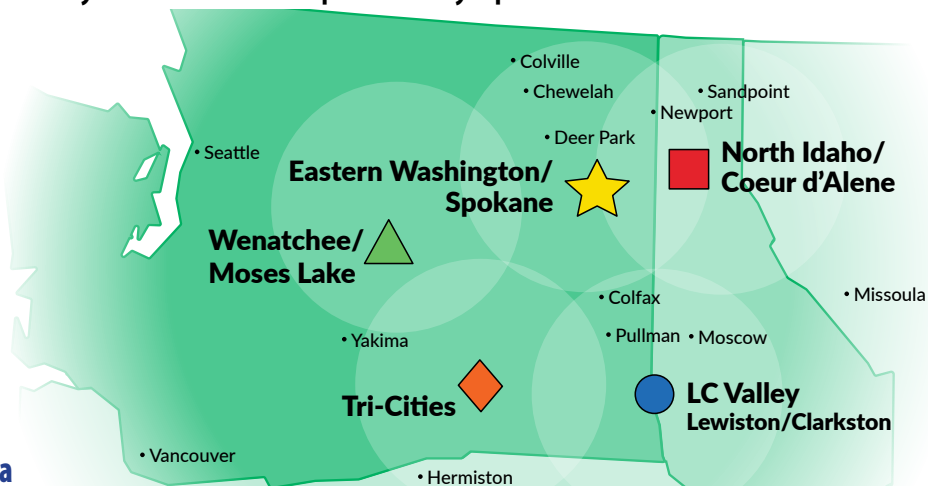 Colville
Chewelah
Sandpoint
Newport
Deer Park
Seattle
North Idaho/
Coeur d’Alene
Eastern Washington/
Spokane
Wenatchee/
Moses Lake
Colfax
Missoula
Pullman
Moscow
Yakima
Tri-Cities
LC Valley
Lewiston/Clarkston
Vancouver
Hermiston
a